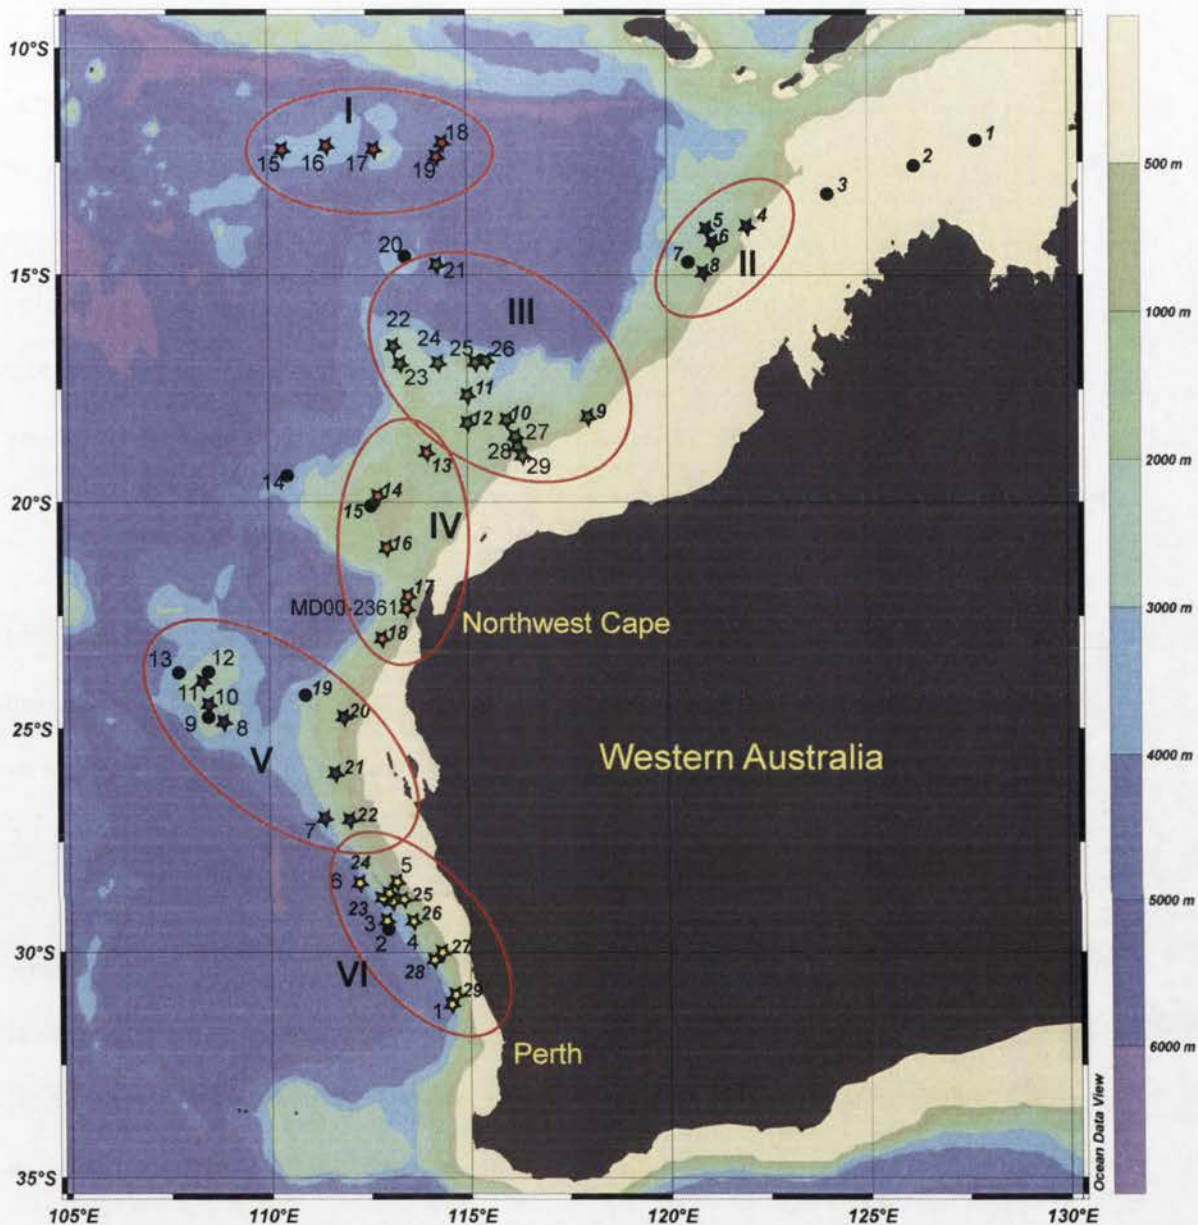 10°S
500 m
I
18
15
16
17
19
1
2
3
4
5
6
7
8
II
20
21
15°S
1000 m
III
22
24
25
26
23
11
12
10
9
27
28
29
2000 m
13
14
14
15
20°S
IV
16
17
MD00-2361
18
Northwest Cape
3000 m
13
12
11
10
9
8
19
20
25°S
V
21
7
22
Western Australia
4000 m
24
5
6
25
23
26
3
4
2
27
28
30°S
VI
29
1
5000 m
Perth
6000 m
35°S
Ocean Data View
105°E
110°E
115°E
120°E
125°E
130°E